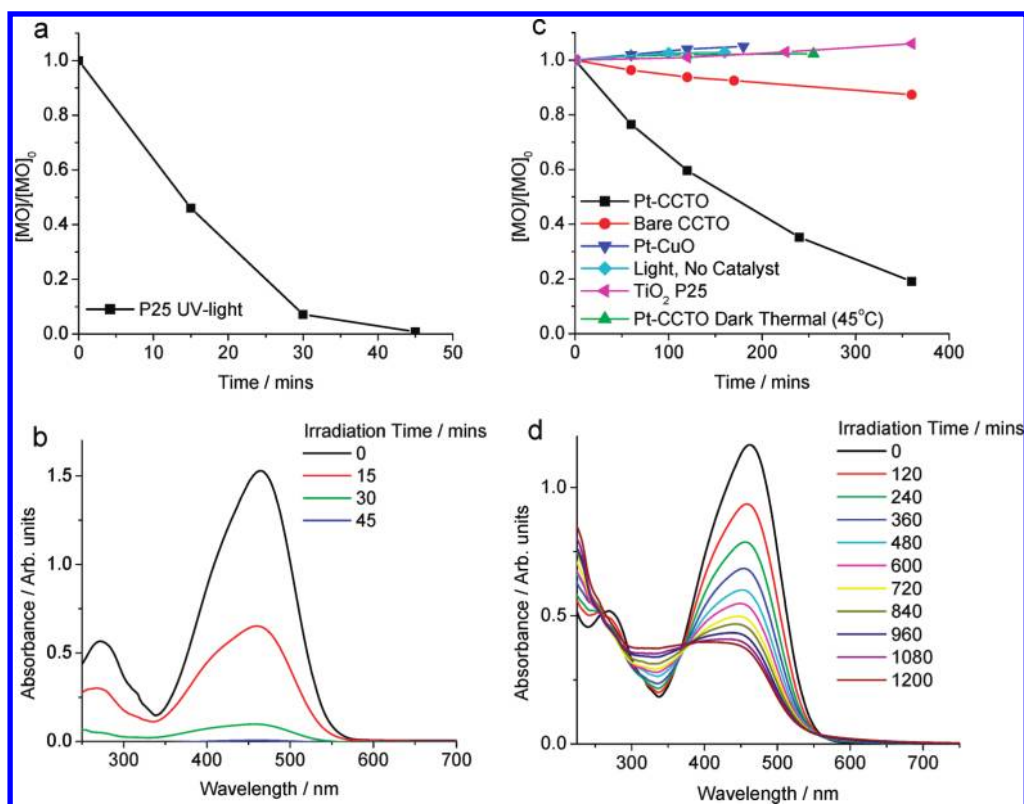 a
1.0
0.8
0.6
0.4
0.2
0.0
[MO]/[MO]0
P25 UV-light
0 10 20 30 40 50
Time / mins
c
1.0
0.8
0.6
0.4
0.2
0.0
[MO]/[MO]0
Pt-CCTO
Bare CCTO
Pt-CuO
Light, No Catalyst
TiO2 P25
Pt-CCTO Dark Thermal (45°C)
0 100 200 300 400
Time / mins
b
Irradiation Time / mins
0
15
30
45
1.5
1.0
0.5
0.0
Absorbance / Arb. units
300 400 500 600 700
Wavelength / nm
d
Irradiation Time / mins
0
120
240
360
480
600
720
840
960
1080
1200
1.0
0.5
0.0
Absorbance / Arb. units
300 400 500 600 700
Wavelength / nm